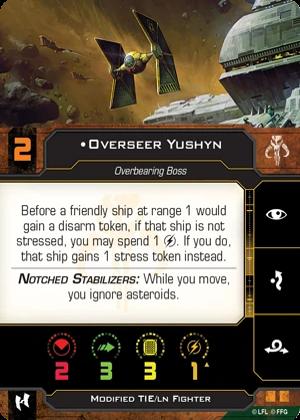 2
•Overseer Yushyn
Overbearing Boss
Before a friendly ship at range 1 would
gain a disarm token, if that ship is not
stressed, you may spend 1. If you do,
that ship gains 1 stress token instead.
Notched Stabilizers: While you move,
you ignore asteroids.
2 3 3 1
Modified TIE/ln Fighter
©LFL ©FFG